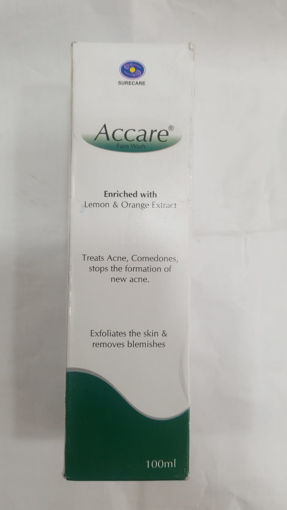 SURECARE
Accare®
Face Wash
Enriched with
Lemon & Orange Extract
Treats Acne, Comedones,
stops the formation of
new acne.
Exfoliates the skin &
removes blemishes
100ml